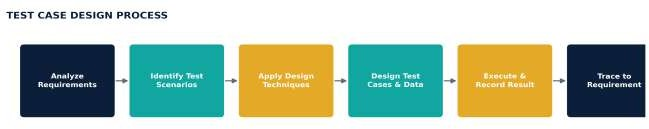 TEST CASE DESIGN PROCESS
Analyze
Requirements
Identify Test
Scenarios
Apply Design
Techniques
Design Test
Cases & Data
Execute &
Record Result
Trace to
Requirement